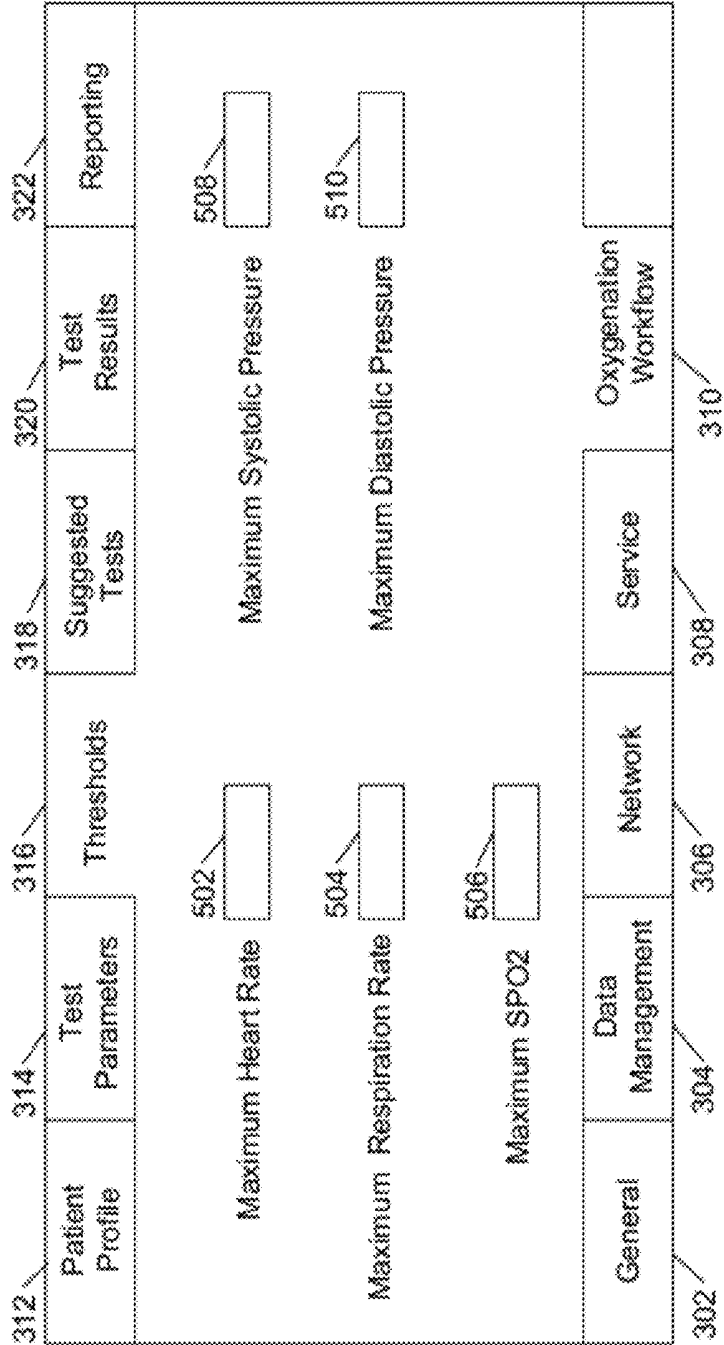 312
314
316
318
320
322
Patient
Profile
Test
Parameters
Thresholds
Suggested
Tests
Test
Results
Reporting
Maximum Heart Rate
502
Maximum Systolic Pressure
508
Maximum Respiration Rate
504
Maximum Diastolic Pressure
510
Maximum SPO2
506
General
Data
Management
Network
Service
Oxygenation
Workflow
302
304
306
308
310